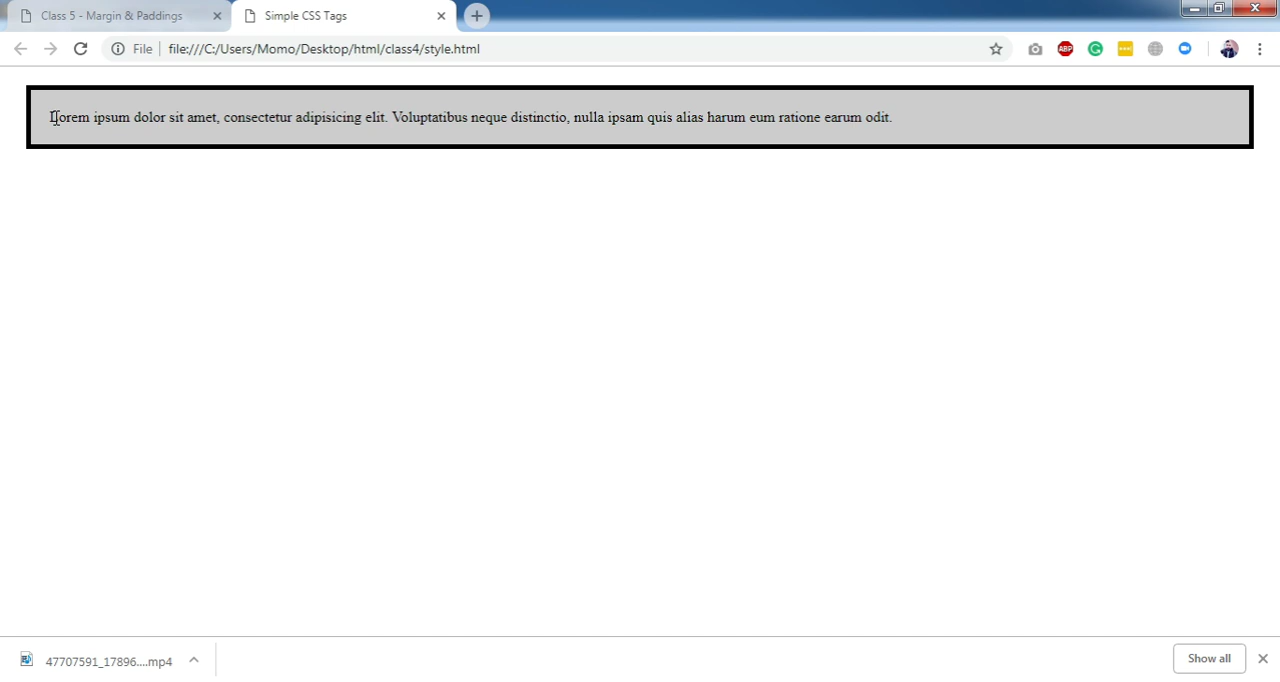 Class 5 - Margin & Paddings
Simple CSS Tags
File
file:///C:/Users/Momo/Desktop/html/class4/style.html
ABP
Lorem ipsum dolor sit amet, consectetur adipisicing elit. Voluptatibus neque distinctio, nulla ipsam quis alias harum eum ratione earum odit.
47707591_17896....mp4
Show all